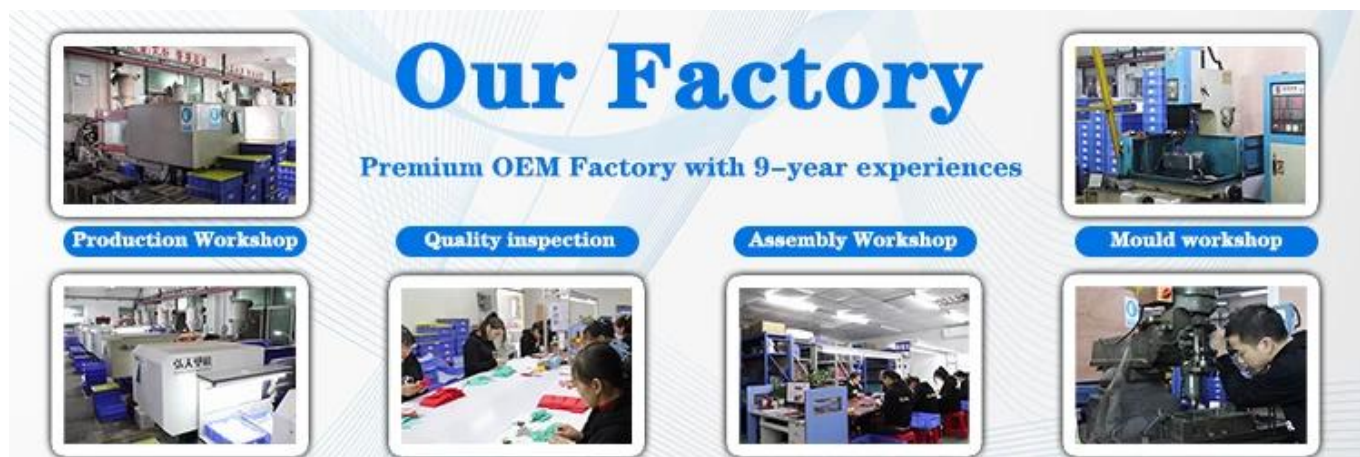 Our Factory
Premium OEM Factory with 9-year experiences
Production Workshop
Quality inspection
Assembly Workshop
Mould workshop